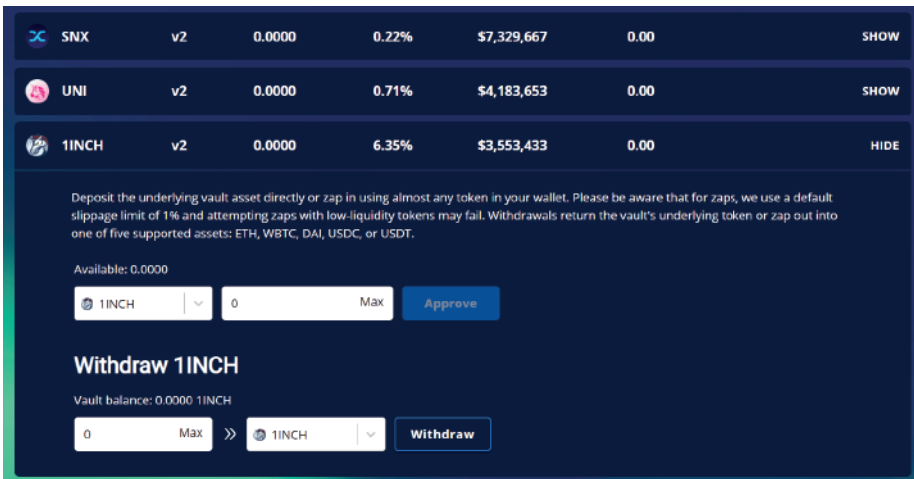 SNX v2 0.0000 0.22% $7,329,667 0.00 SHOW
UNI v2 0.0000 0.71% $4,183,653 0.00 SHOW
1INCH v2 0.0000 6.35% $3,553,433 0.00 HIDE
Deposit the underlying vault asset directly or zap in using almost any token in your wallet. Please be aware that for zaps, we use a default
slippage limit of 1% and attempting zaps with low-liquidity tokens may fail. Withdrawals return the vault's underlying token or zap out into
one of five supported assets: ETH, WBTC, DAI, USDC, or USDT.
Available: 0.0000
1INCH 0 Max Approve
Withdraw 1INCH
Vault balance: 0.0000 1INCH
0 Max » 1INCH Withdraw